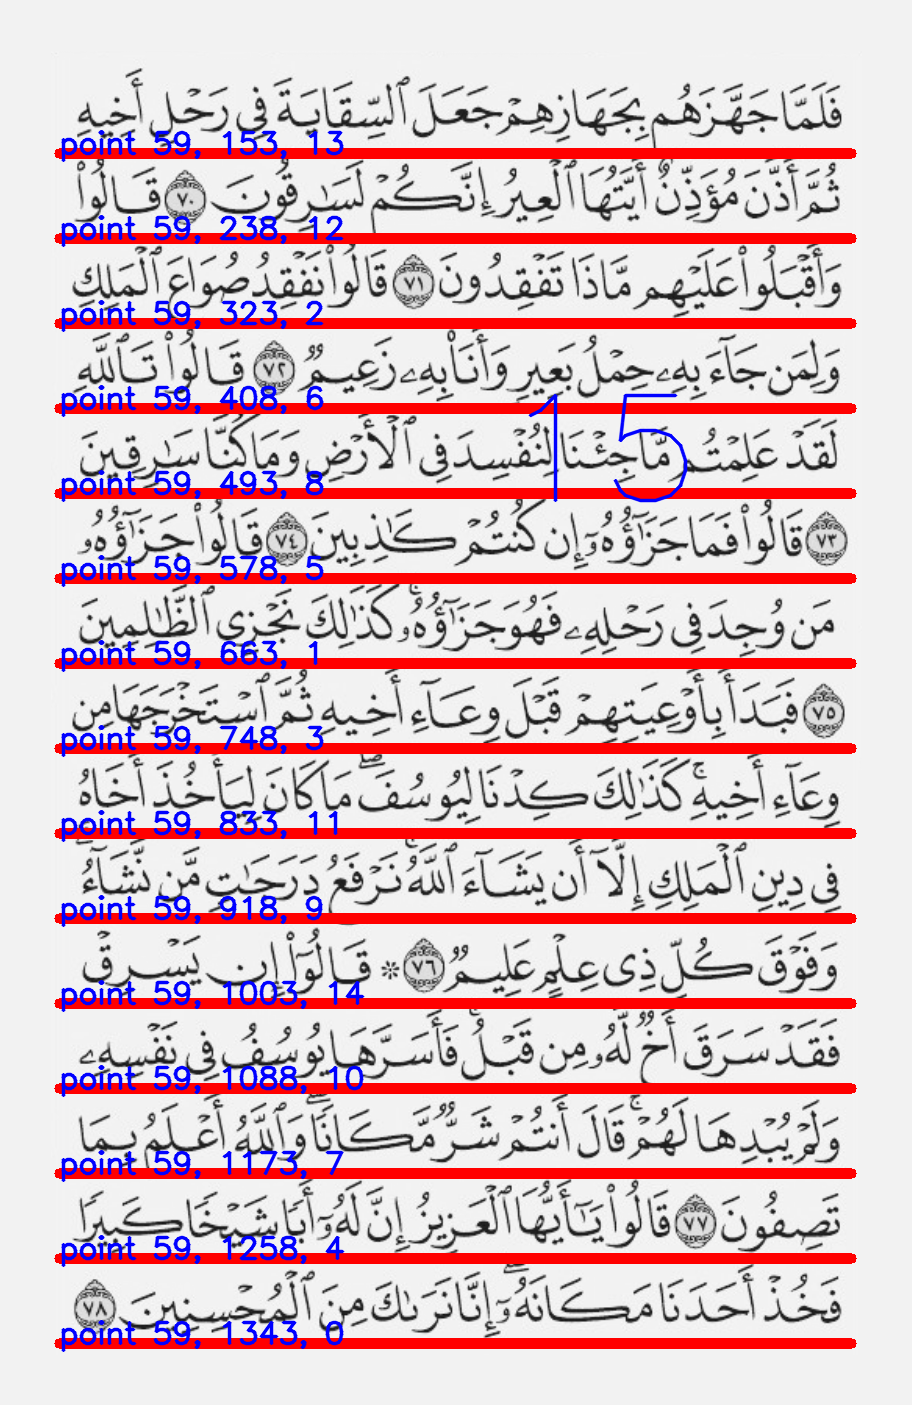 فَلَمَّا جَهَّزَهُم بِجَهَازِهِمْ جَعَلَ ٱلسِّقَايَةَ فِى رَحْلِ أَخِيهِ
point 59, 153, 13
ثُمَّ أَذَّنَ مُؤَذِّنٌ أَيَّتُهَا ٱلْعِيرُ إِنَّكُمْ لَسَٰرِقُونَ ٧٠ قَالُوا۟
point 59, 238, 12
وَأَقْبَلُوا۟ عَلَيْهِم مَّاذَا تَفْقِدُونَ ٧١ قَالُوا۟ نَفْقِدُ صُوَاعَ ٱلْمَلِكِ
point 59, 323, 2
وَلِمَن جَآءَ بِهِۦ حِمْلُ بَعِيرٍ وَأَنَا۠ بِهِۦ زَعِيمٌ ٧٢ قَالُوا۟ تَٱللَّهِ
point 59, 408, 6
15
لَقَدْ عَلِمْتُم مَّا جِئْنَا لِنُفْسِدَ فِى ٱلْأَرْضِ وَمَا كُنَّا سَٰرِقِينَ
point 59, 493, 8
٧٣ قَالُوا۟ فَمَا جَزَٰٓؤُهُۥٓ إِن كُنتُمْ كَٰذِبِينَ ٧٤ قَالُوا۟ جَزَٰٓؤُهُۥ
point 59, 578, 5
مَن وُجِدَ فِى رَحْلِهِۦ فَهُوَ جَزَٰٓؤُهُۥ ۚ كَذَٰلِكَ نَجْزِى ٱلظَّٰلِمِينَ
point 59, 663, 1
٧٥ فَبَدَأَ بِأَوْعِيَتِهِمْ قَبْلَ وِعَآءِ أَخِيهِ ثُمَّ ٱسْتَخْرَجَهَا مِن
point 59, 748, 3
وِعَآءِ أَخِيهِ ۚ كَذَٰلِكَ كِدْنَا لِيُوسُفَ ۖ مَا كَانَ لِيَأْخُذَ أَخَاهُ
point 59, 833, 11
فِى دِينِ ٱلْمَلِكِ إِلَّآ أَن يَشَآءَ ٱللَّهُ ۚ نَرْفَعُ دَرَجَٰتٍ مَّن نَّشَآءُ ۗ
point 59, 918, 9
وَفَوْقَ كُلِّ ذِى عِلْمٍ عَلِيمٌ ٧٦ ۞ قَالُوٓا۟ إِن يَسْرِقْ
point 59, 1003, 14
فَقَدْ سَرَقَ أَخٌ لَّهُۥ مِن قَبْلُ ۚ فَأَسَرَّهَا يُوسُفُ فِى نَفْسِهِۦ
point 59, 1088, 10
وَلَمْ يُبْدِهَا لَهُمْ ۚ قَالَ أَنتُمْ شَرٌّ مَّكَانًا ۖ وَٱللَّهُ أَعْلَمُ بِمَا
point 59, 1173, 7
تَصِفُونَ ٧٧ قَالُوا۟ يَٰٓأَيُّهَا ٱلْعَزِيزُ إِنَّ لَهُۥٓ أَبًا شَيْخًا كَبِيرًا
point 59, 1258, 4
فَخُذْ أَحَدَنَا مَكَانَهُۥٓ ۖ إِنَّا نَرَىٰكَ مِنَ ٱلْمُحْسِنِينَ ٧٨
point 59, 1343, 0